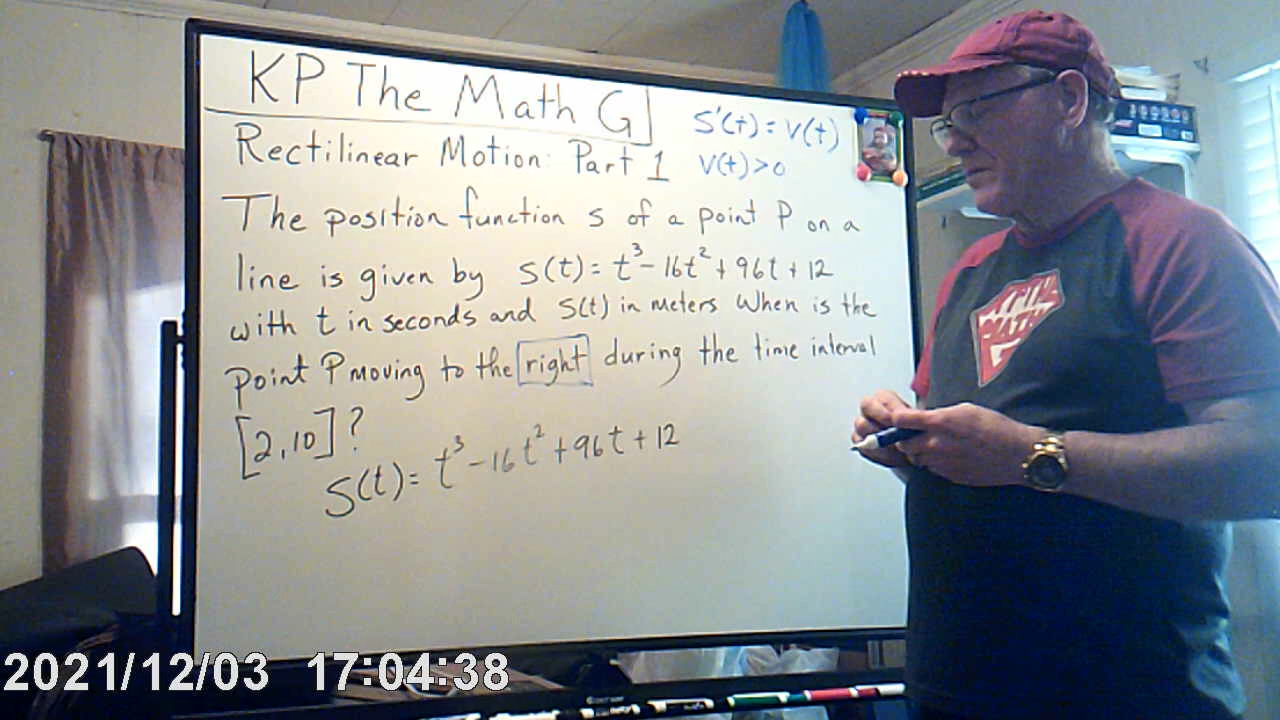 KP The Math G
S'(t) = V(t)
Rectilinear Motion: Part 1
V(t) > 0
The position function s of a point P on a
line is given by S(t) = t³ - 16t² + 96t + 12
with t in seconds and S(t) in meters When is the
point P moving to the right during the time interval
[2,10]?
S(t) = t³ - 16t² + 96t + 12
2021/12/03 17:04:38